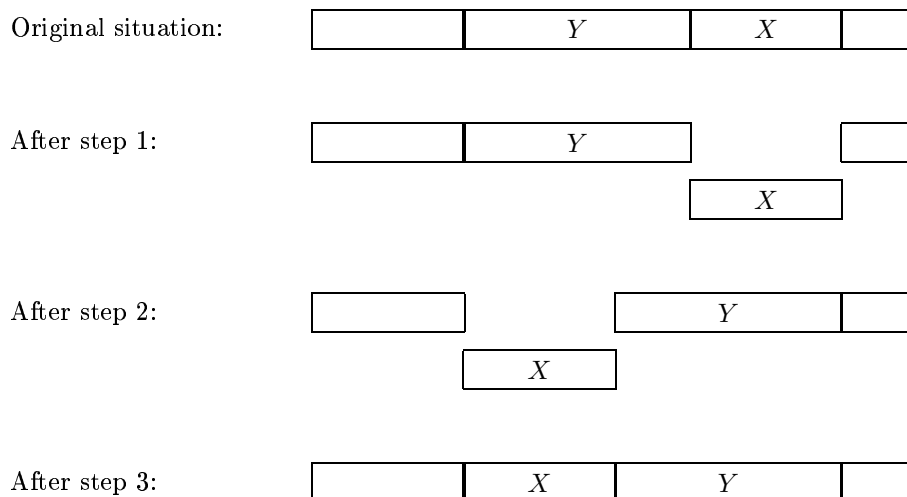 Original situation: Y X
After step 1: Y
X
After step 2: Y
X
After step 3: X Y